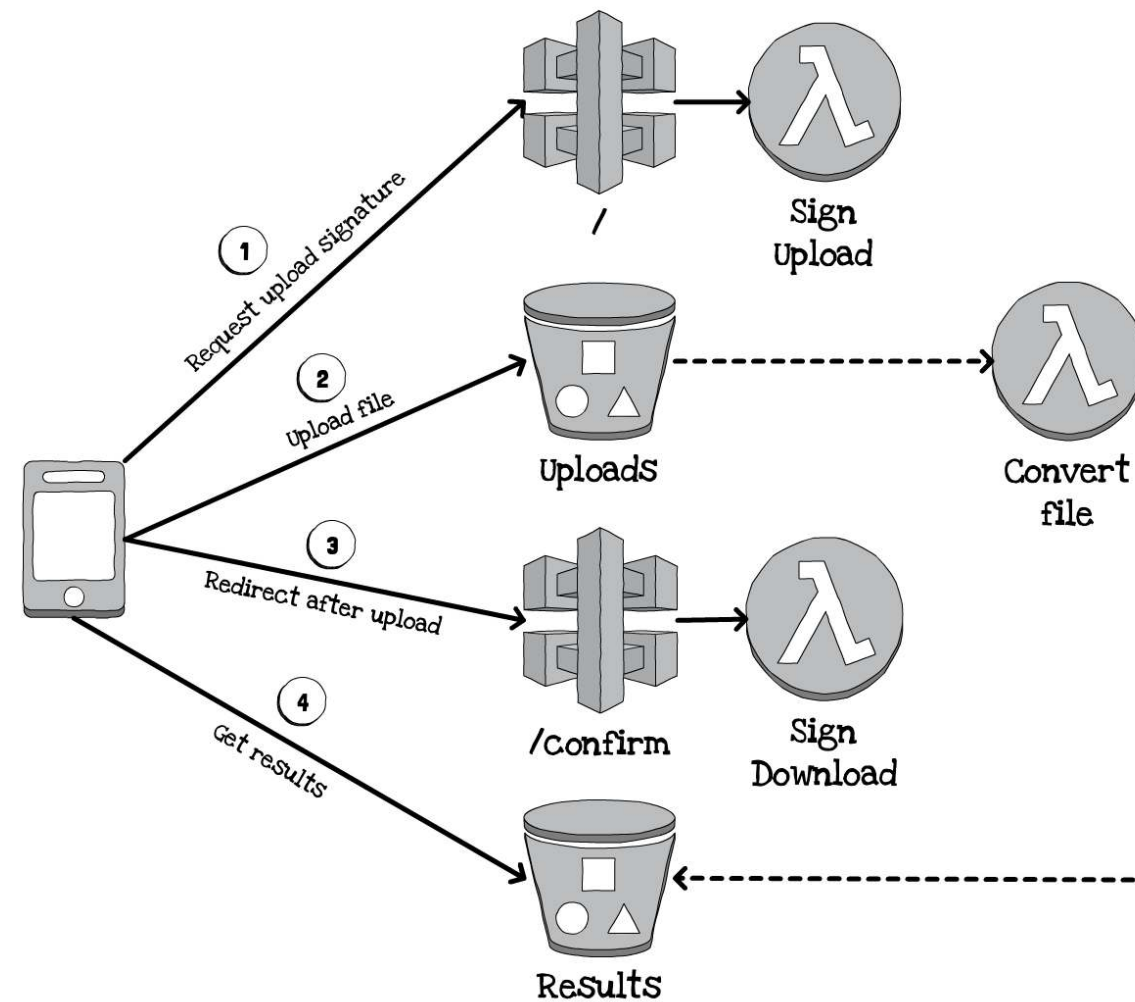 /
Sign
Upload
1
Request upload signature
2
Upload file
Uploads
Convert
file
3
Redirect after upload
/confirm
Sign
Download
4
Get results
Results